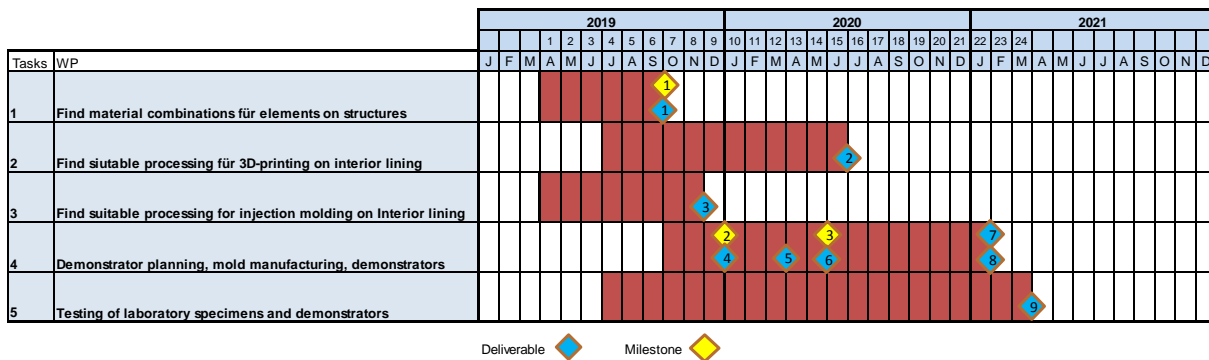 2019 2020 2021
1 2 3 4 5 6 7 8 9 10 11 12 13 14 15 16 17 18 19 20 21 22 23 24
Tasks WP J F M A M J J A S O N D J F M A M J J A S O N D J F M A M J J A S O N D
1
1 Find material combinations für elements on structures 1
2 Find siutable processing für 3D-printing on interior lining 2
3 Find suitable processing for injection molding on Interior lining 3
2 3 7
4 Demonstrator planning, mold manufacturing, demonstrators 4 5 6 8
5 Testing of laboratory specimens and demonstrators 9
Deliverable Milestone